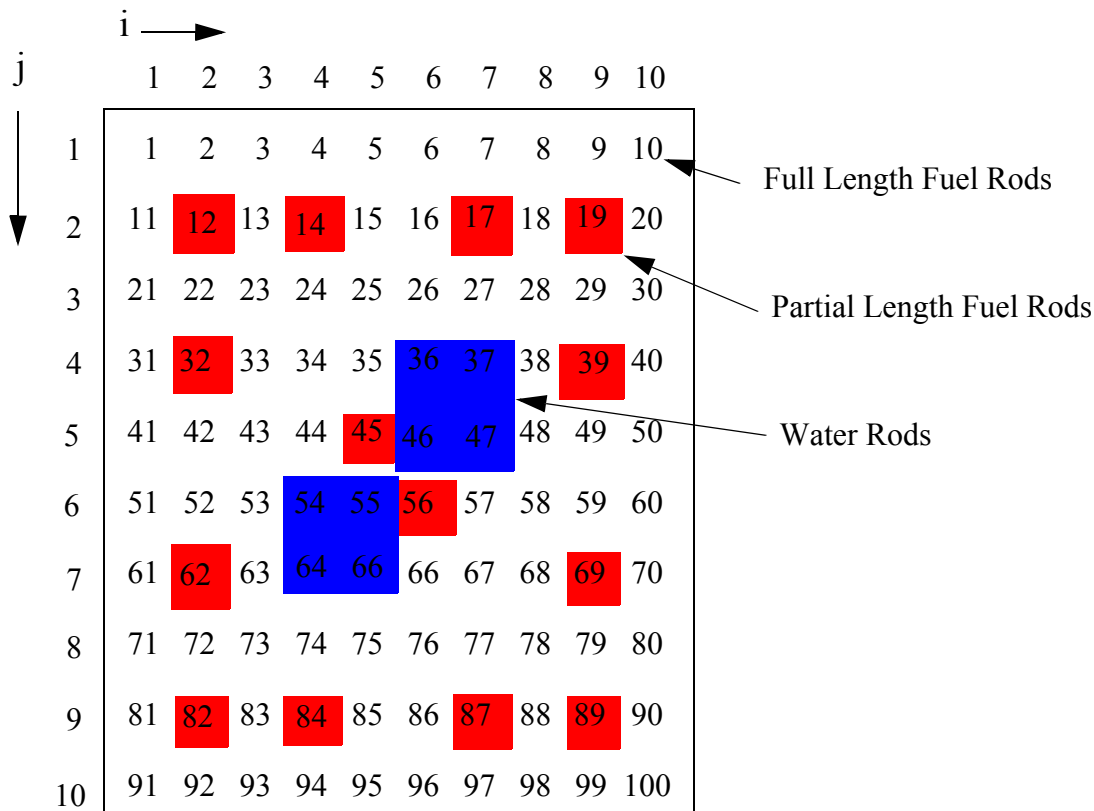 i
j
1 2 3 4 5 6 7 8 9 10
1 1 2 3 4 5 6 7 8 9 10
Full Length Fuel Rods
2 11 12 13 14 15 16 17 18 19 20
3 21 22 23 24 25 26 27 28 29 30
Partial Length Fuel Rods
4 31 32 33 34 35 36 37 38 39 40
5 41 42 43 44 45 46 47 48 49 50
Water Rods
6 51 52 53 54 55 56 57 58 59 60
7 61 62 63 64 66 66 67 68 69 70
8 71 72 73 74 75 76 77 78 79 80
9 81 82 83 84 85 86 87 88 89 90
10 91 92 93 94 95 96 97 98 99 100